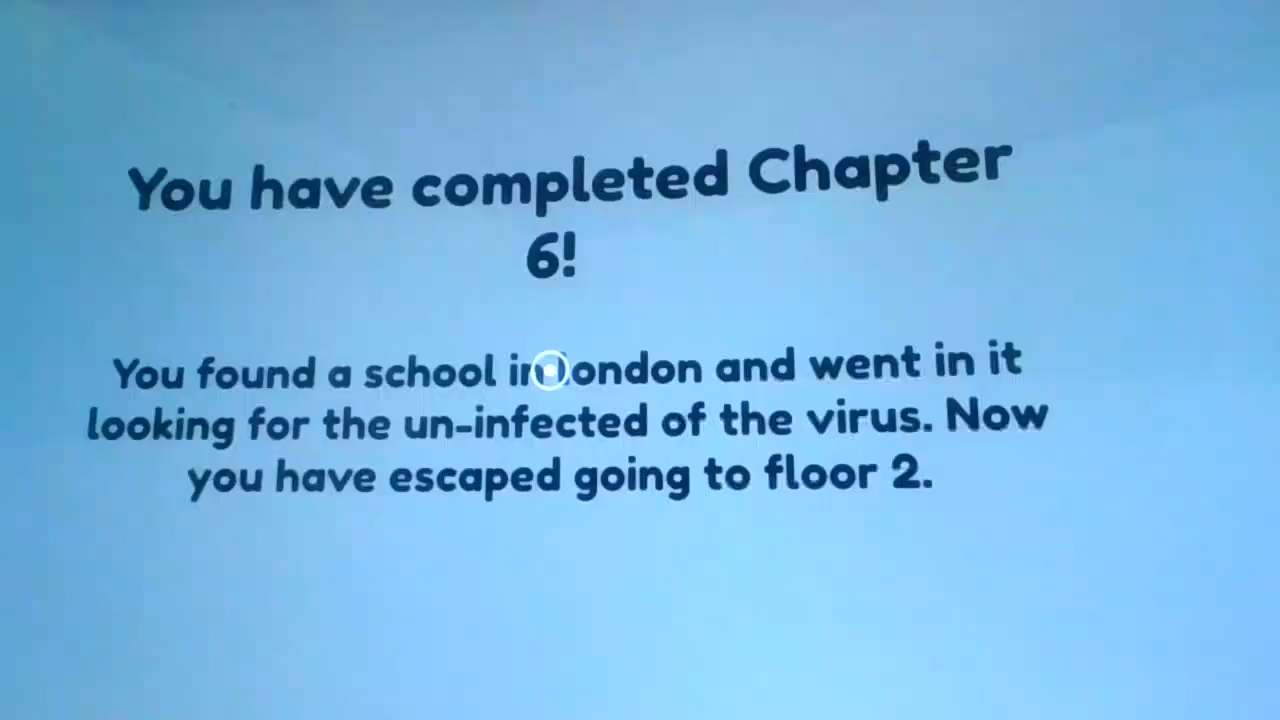 You have completed Chapter
6!
You found a school in London and went in it
looking for the un-infected of the virus. Now
you have escaped going to floor 2.